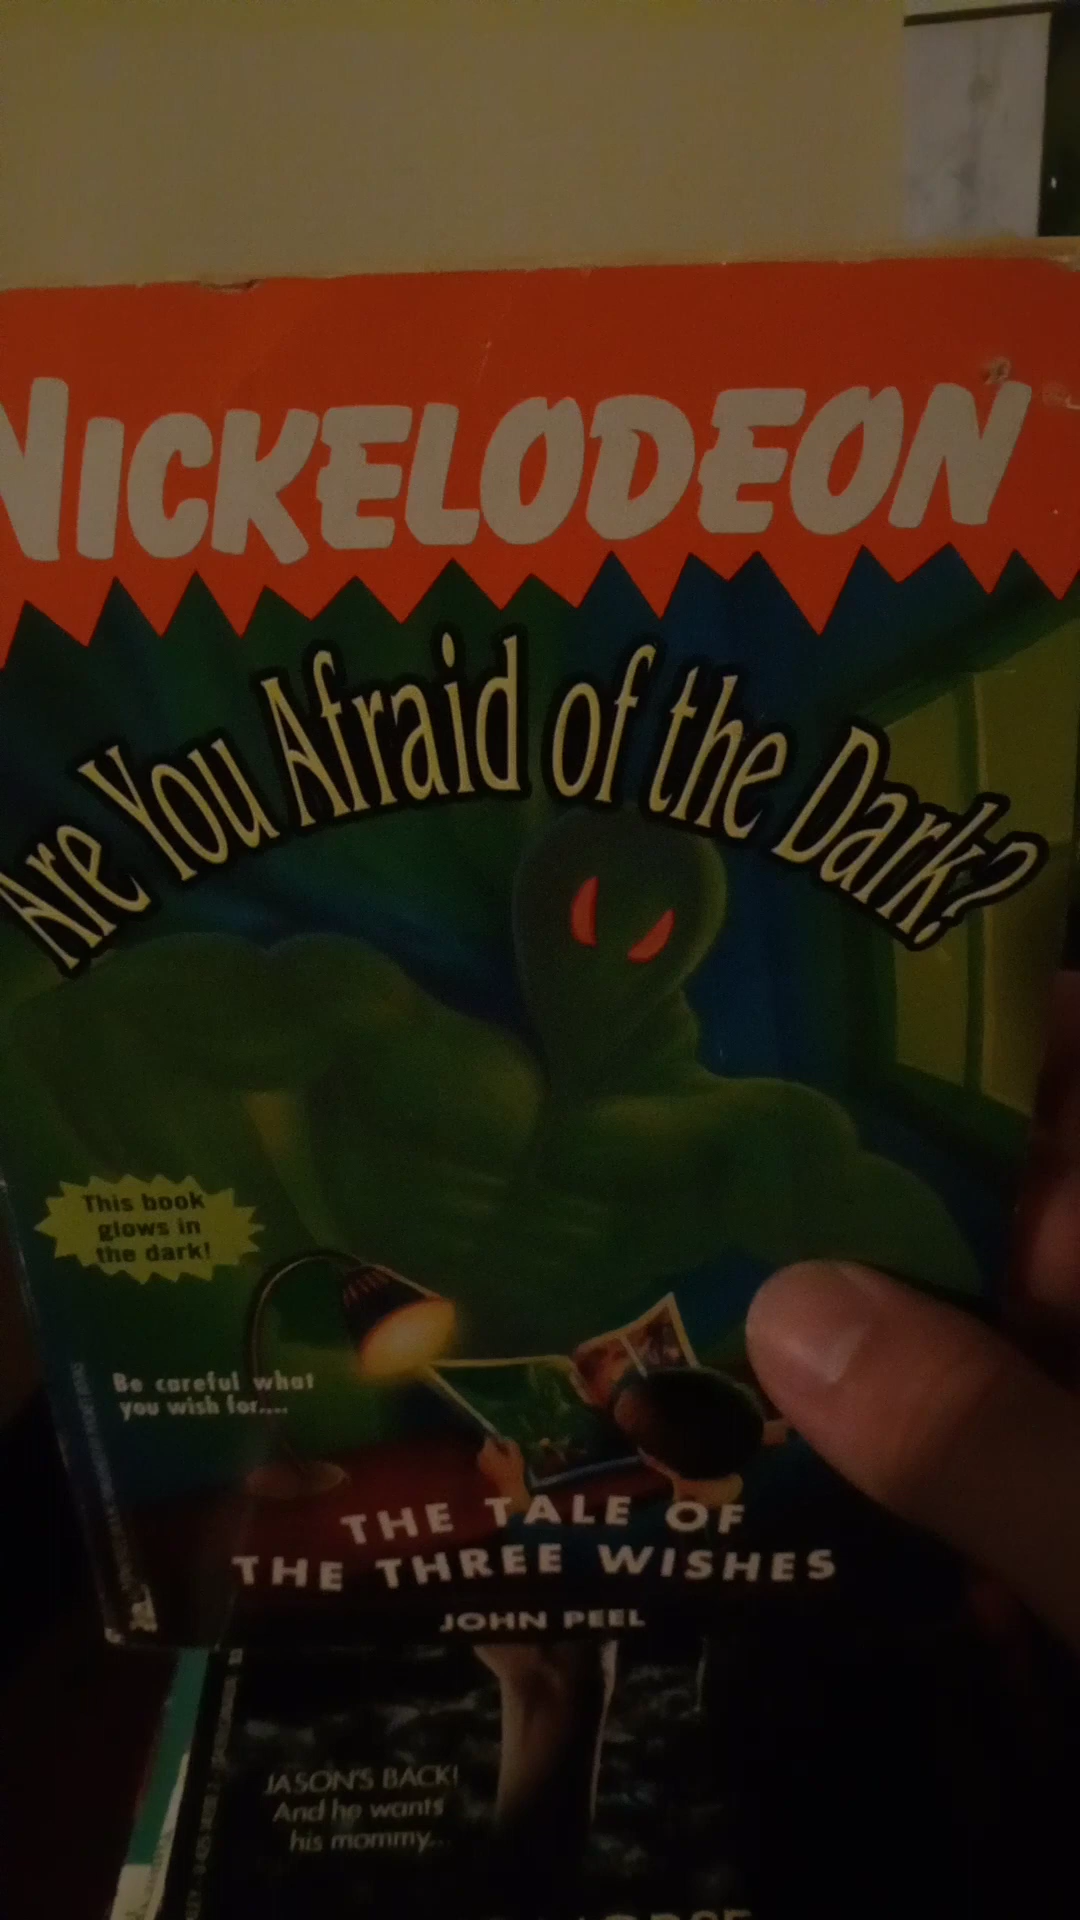 NICKELODEON
Are You Afraid of the Dark?
This book
glows in
the dark!
Be careful what
you wish for....
THE TALE OF
THE THREE WISHES
JOHN PEEL
JASON'S BACK!
And he wants
his mommy...